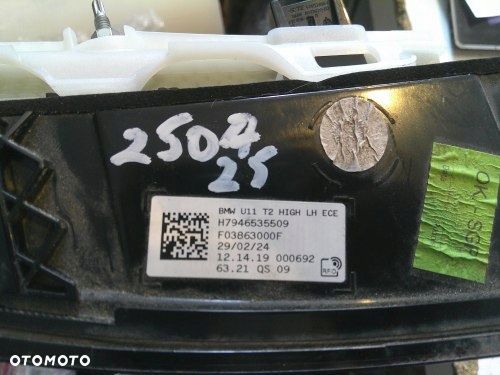 2504
25
BMW U11 T2 HIGH LH ECE
H7946535509
F03863000F
29/02/24
12.14.19 000692
63.21 QS 09
RFID
OK
OTOMOTO